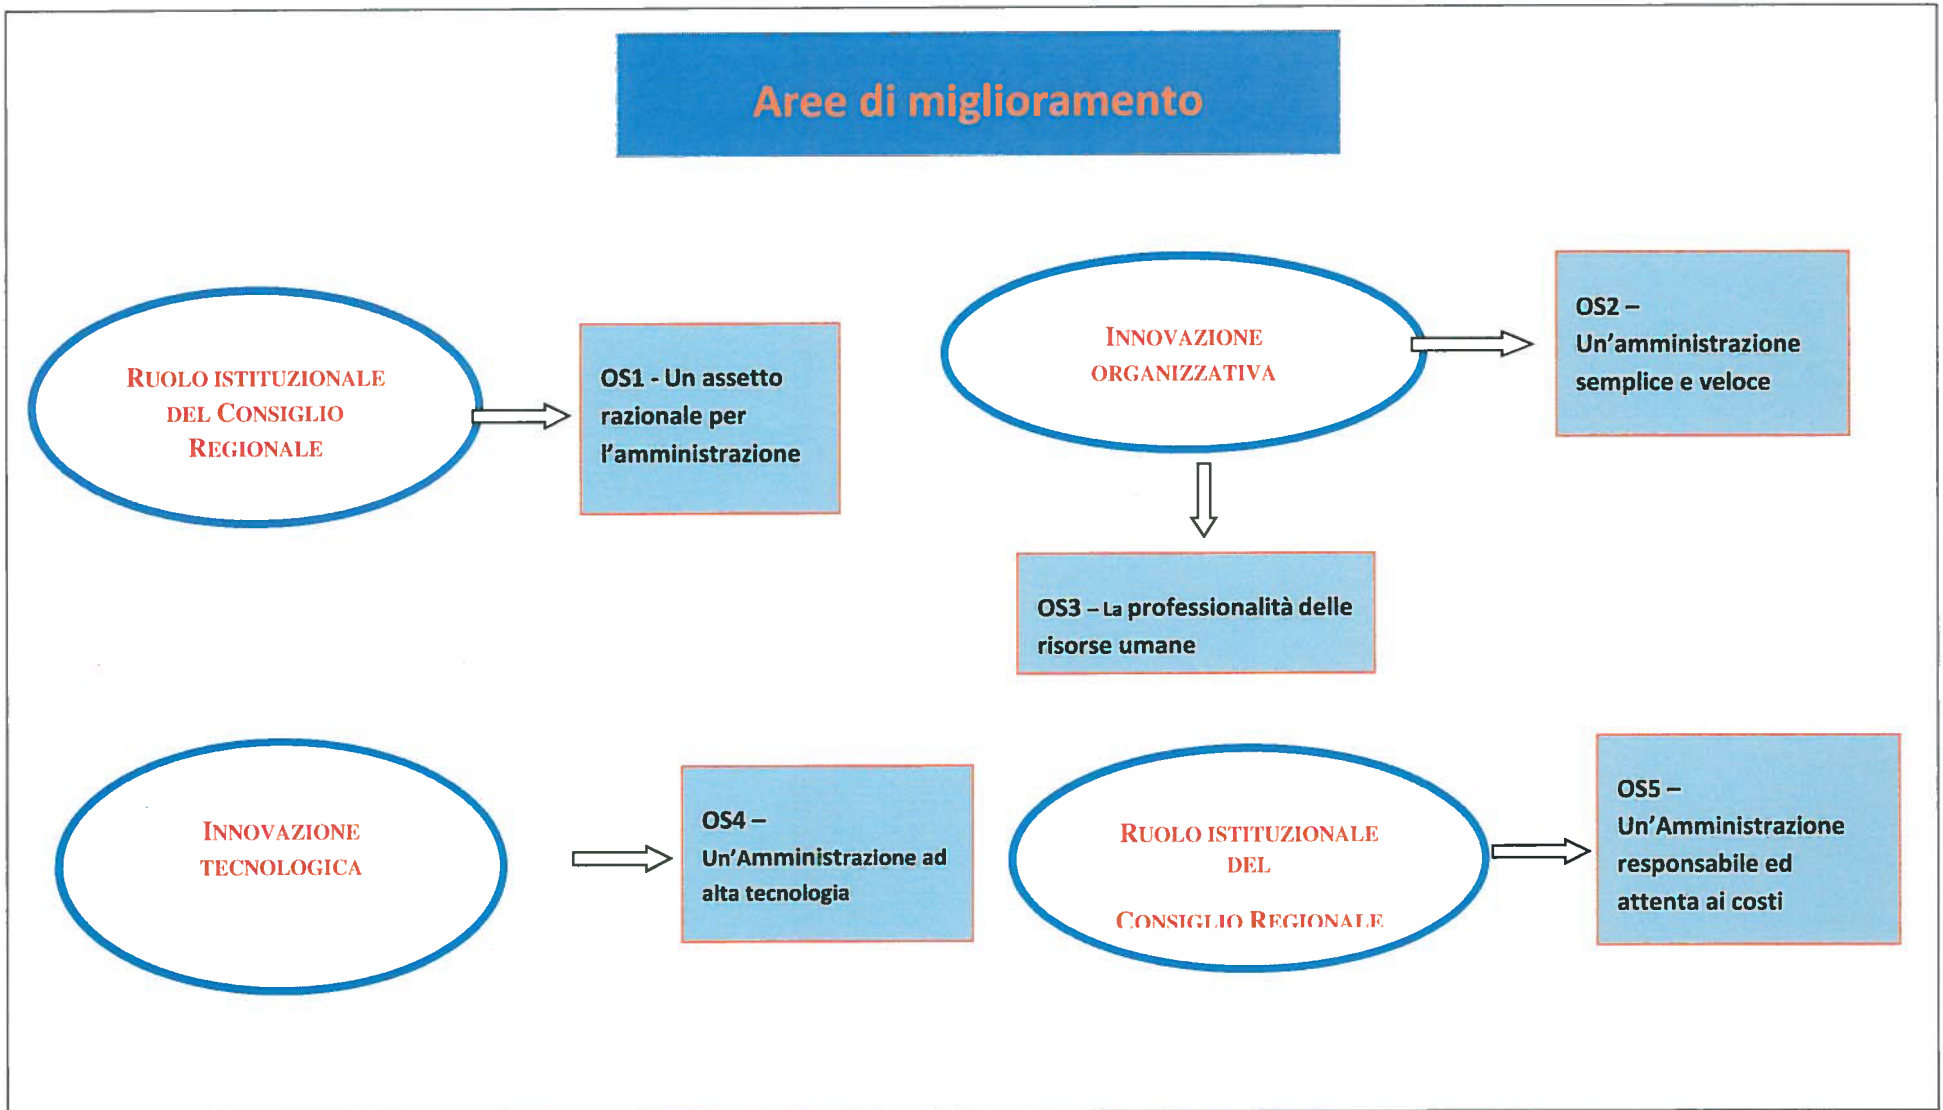 Aree di miglioramento
RUOLO ISTITUZIONALE
DEL CONSIGLIO
REGIONALE
OS1 - Un assetto
razionale per
l'amministrazione
INNOVAZIONE
ORGANIZZATIVA
OS2 –
Un'amministrazione
semplice e veloce
OS3 – La professionalità delle
risorse umane
INNOVAZIONE
TECNOLOGICA
OS4 –
Un'Amministrazione ad
alta tecnologia
RUOLO ISTITUZIONALE
DEL
CONSIGLIO REGIONALE
OS5 –
Un'Amministrazione
responsabile ed
attenta ai costi